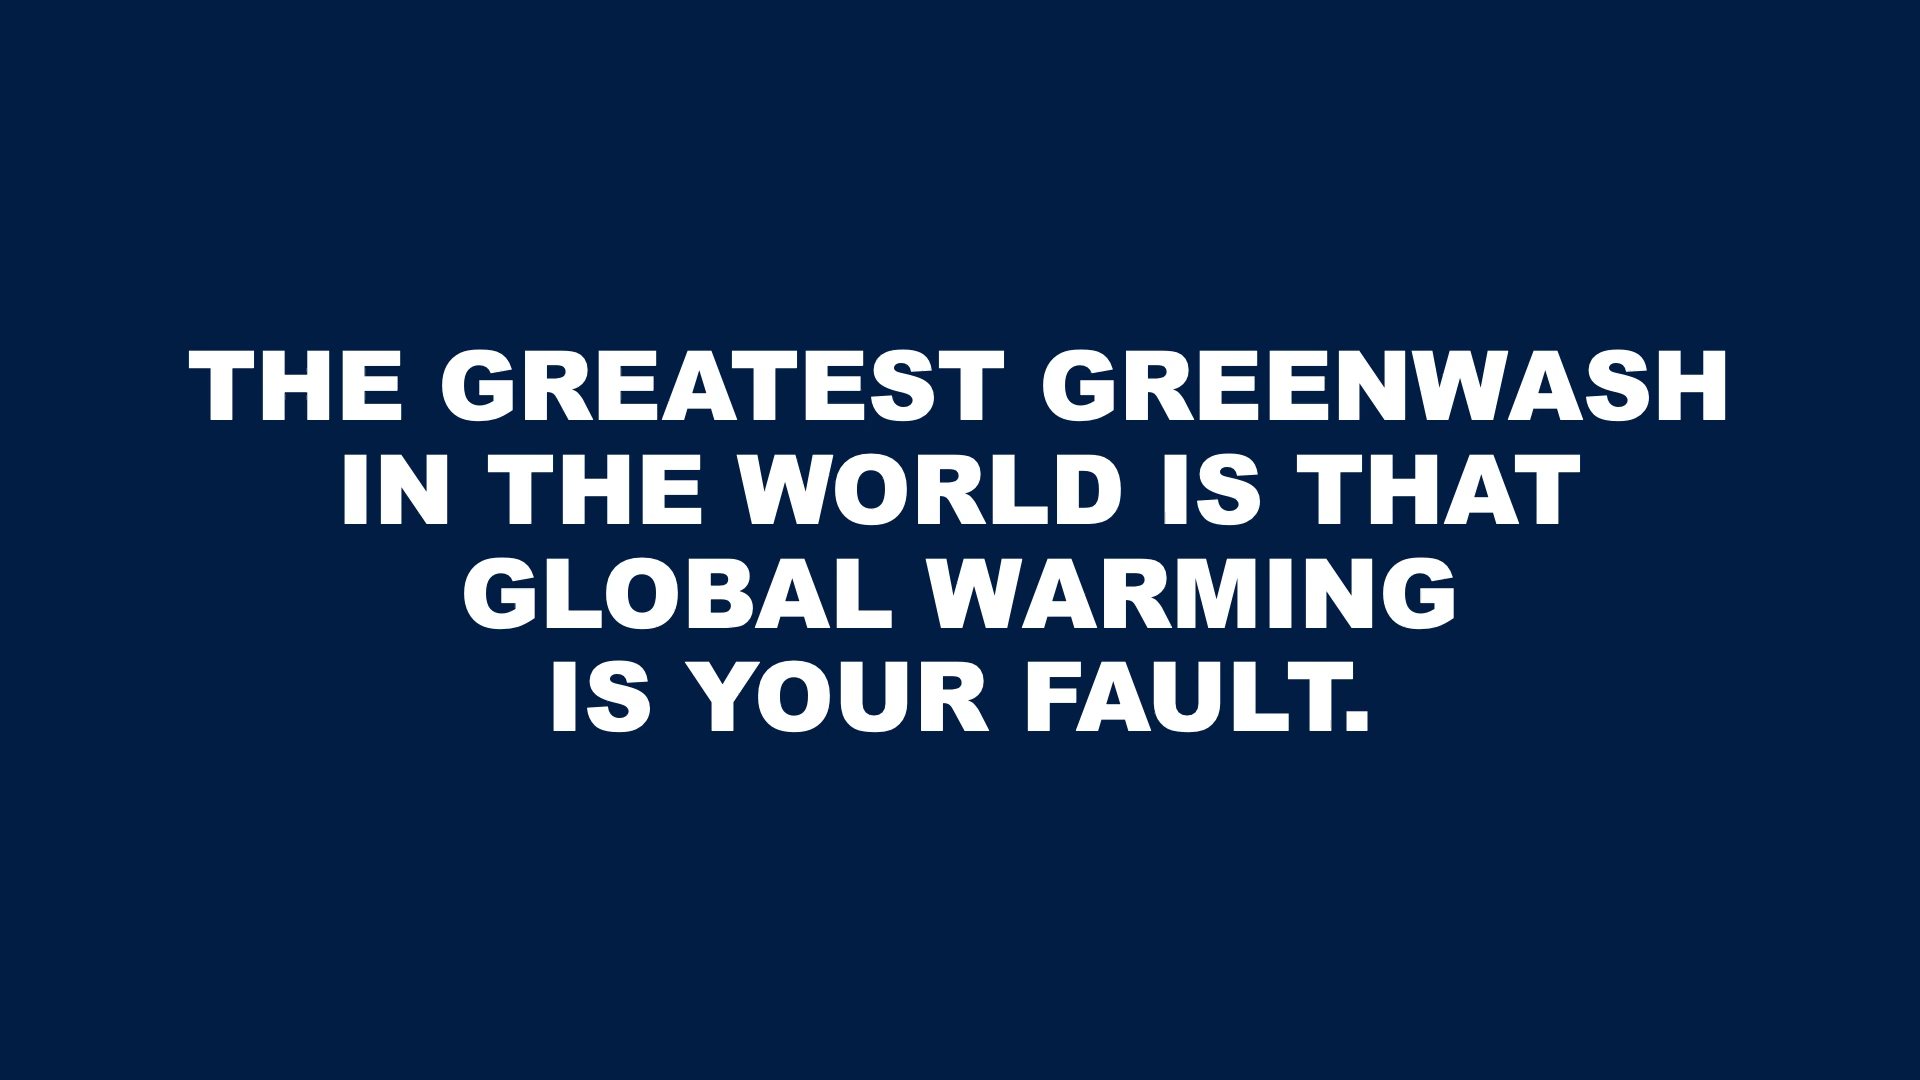 THE GREATEST GREENWASH
IN THE WORLD IS THAT
GLOBAL WARMING
IS YOUR FAULT.